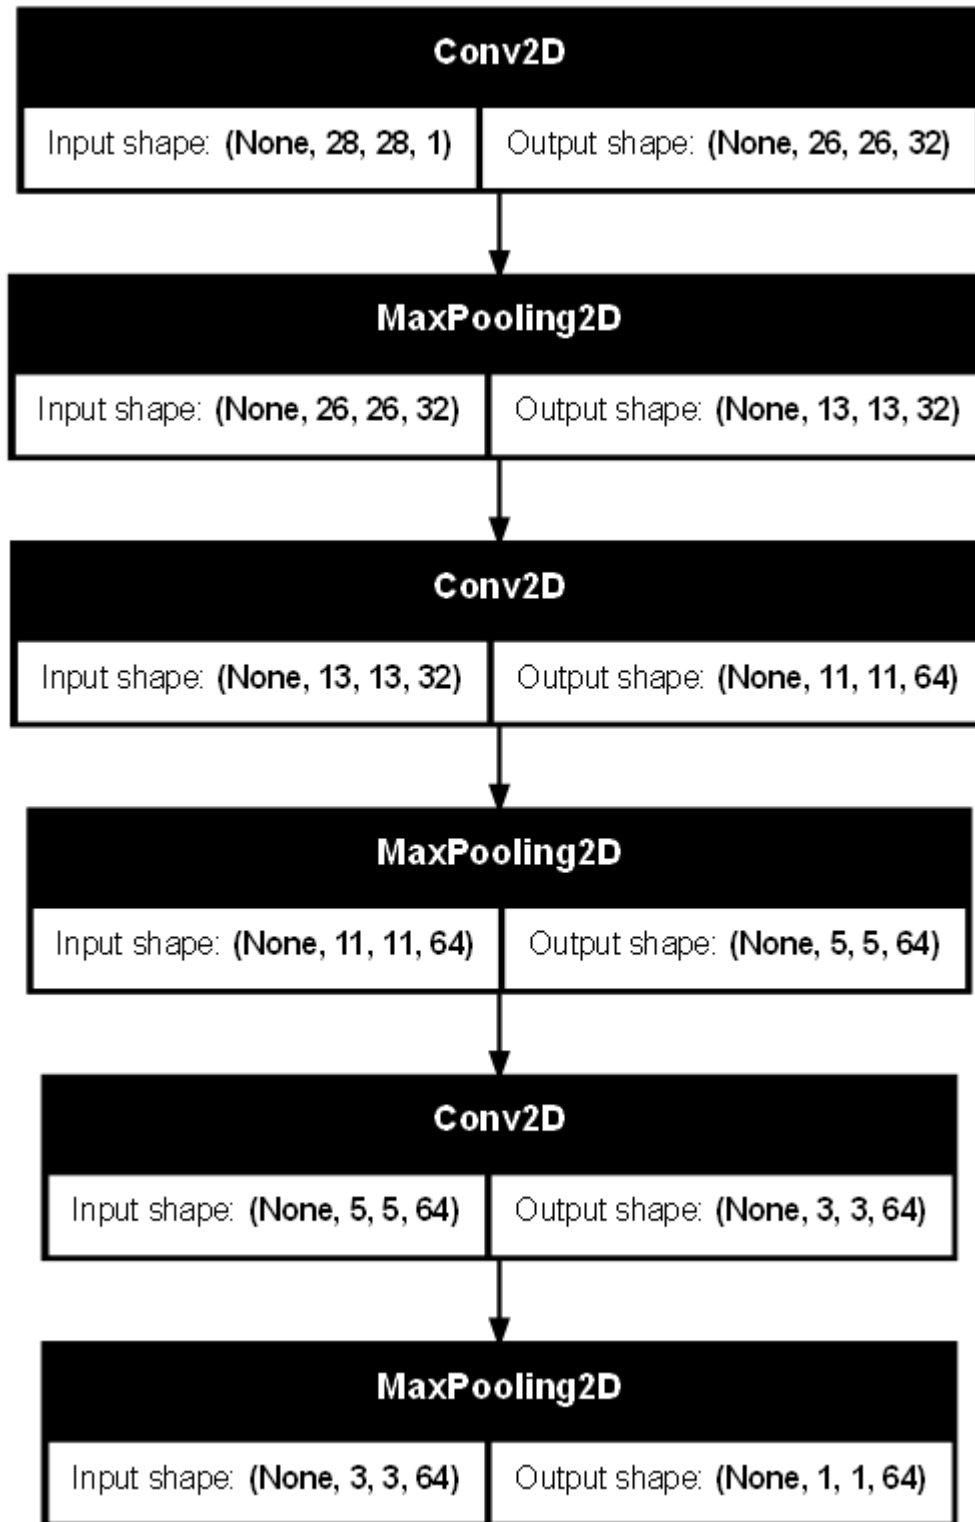 Conv2D
Input shape: (None, 28, 28, 1) Output shape: (None, 26, 26, 32)
MaxPooling2D
Input shape: (None, 26, 26, 32) Output shape: (None, 13, 13, 32)
Conv2D
Input shape: (None, 13, 13, 32) Output shape: (None, 11, 11, 64)
MaxPooling2D
Input shape: (None, 11, 11, 64) Output shape: (None, 5, 5, 64)
Conv2D
Input shape: (None, 5, 5, 64) Output shape: (None, 3, 3, 64)
MaxPooling2D
Input shape: (None, 3, 3, 64) Output shape: (None, 1, 1, 64)